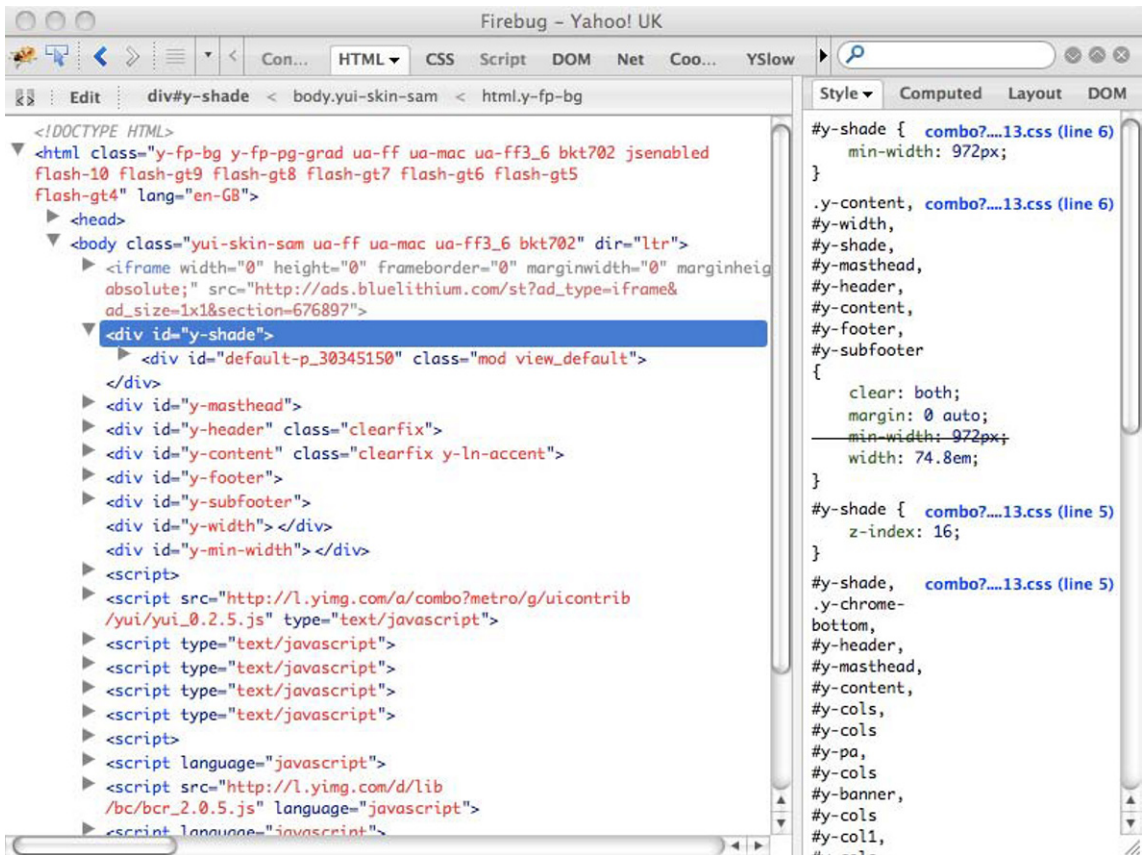 Firebug - Yahoo! UK
Con... HTML CSS Script DOM Net Coo... YSlow
Edit div#y-shade < body.yui-skin-sam < html.y-fp-bg
Style Computed Layout DOM
<!DOCTYPE HTML>
<html class="y-fp-bg y-fp-pg-grad ua-ff ua-mac ua-ff3_6 bkt702 jsenabled
flash-10 flash-gt9 flash-gt8 flash-gt7 flash-gt6 flash-gt5
flash-gt4" lang="en-GB">
<head>
<body class="yui-skin-sam ua-ff ua-mac ua-ff3_6 bkt702" dir="ltr">
<iframe width="0" height="0" frameborder="0" marginwidth="0" marginheig
absolute;" src="http://ads.bluelithium.com/st?ad_type=iframe&
ad_size=1x1&section=676897">
<div id="y-shade">
<div id="default-p_30345150" class="mod view_default">
</div>
<div id="y-masthead">
<div id="y-header" class="clearfix">
<div id="y-content" class="clearfix y-ln-accent">
<div id="y-footer">
<div id="y-subfooter">
<div id="y-width"></div>
<div id="y-min-width"></div>
<script>
<script src="http://l.yimg.com/a/combo?metro/g/uicontrib
/yui/yui_0.2.5.js" type="text/javascript">
<script type="text/javascript">
<script type="text/javascript">
<script type="text/javascript">
<script type="text/javascript">
<script>
<script language="javascript">
<script src="http://l.yimg.com/d/lib
/bc/bcr_2.0.5.js" language="javascript">
<script language="javascript">
#y-shade { combo?....13.css (line 6)
min-width: 972px;
}
.y-content, combo?....13.css (line 6)
#y-width,
#y-shade,
#y-masthead,
#y-header,
#y-content,
#y-footer,
#y-subfooter
{
clear: both;
margin: 0 auto;
min-width: 972px;
width: 74.8em;
}
#y-shade { combo?....13.css (line 5)
z-index: 16;
}
#y-shade, combo?....13.css (line 5)
.y-chrome-
bottom,
#y-header,
#y-masthead,
#y-content,
#y-cols,
#y-cols
#y-pa,
#y-cols
#y-banner,
#y-cols
#y-col1,